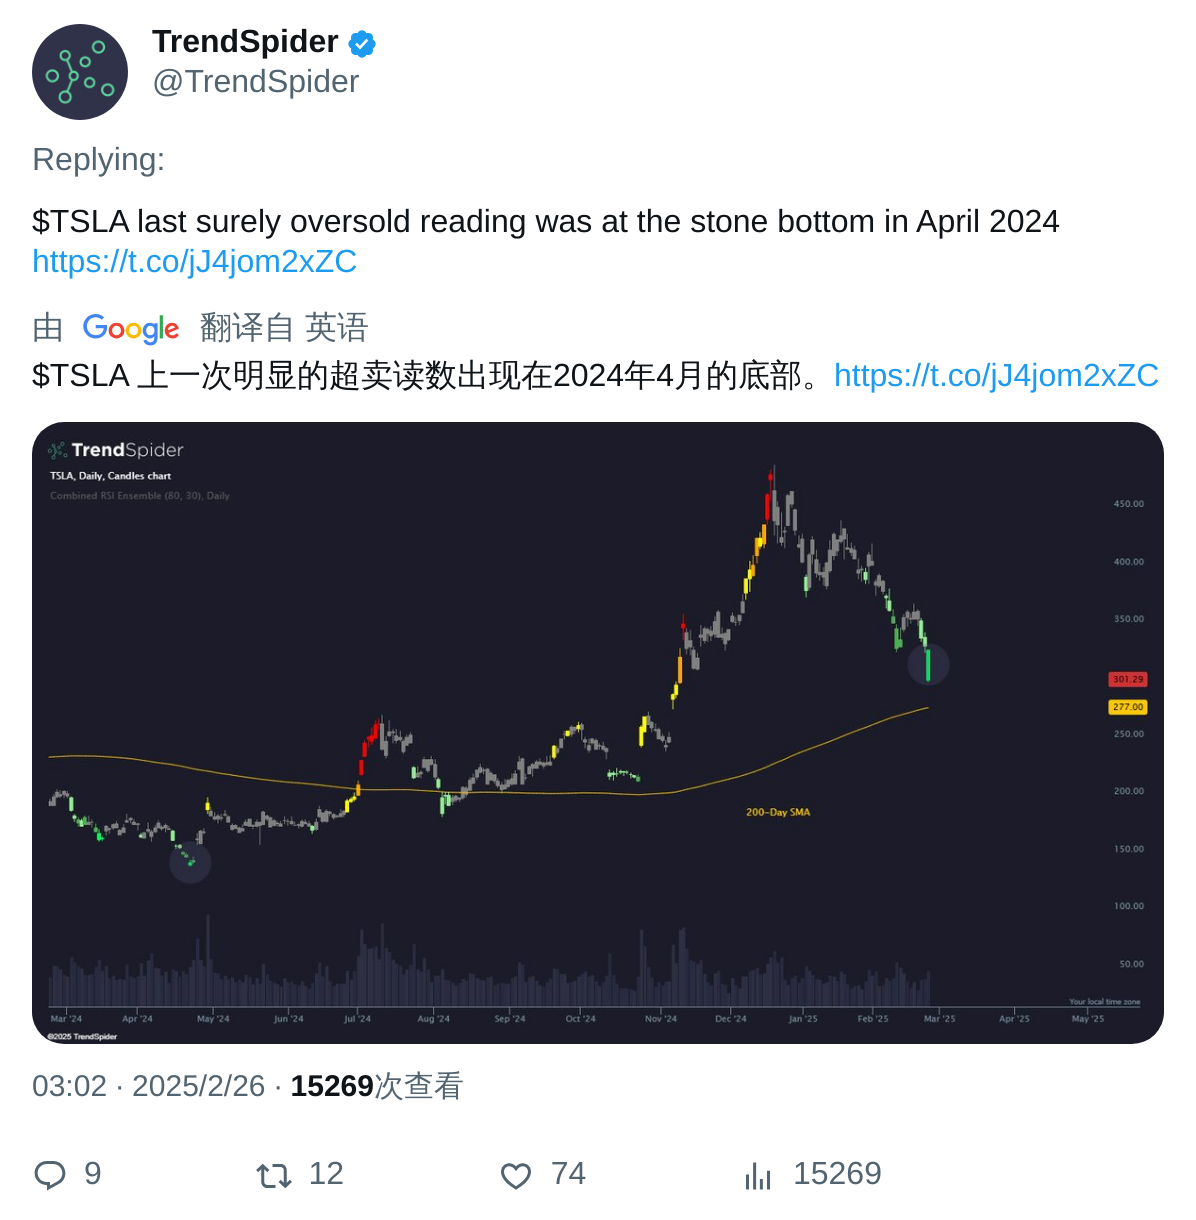 TrendSpider
@TrendSpider
Replying:
$TSLA last surely oversold reading was at the stone bottom in April 2024
https://t.co/jJ4jom2xZC
由 Google 翻译自 英语
$TSLA 上一次明显的超卖读数出现在2024年4月的底部。https://t.co/jJ4jom2xZC
TrendSpider
TSLA, Daily, Candles chart
Combined RSI Ensemble (80, 30), Daily
450.00
400.00
350.00
301.29
277.00
250.00
200.00
200-Day SMA
150.00
100.00
50.00
Your local time zone
Mar '24 Apr '24 May '24 Jun '24 Jul '24 Aug '24 Sep '24 Oct '24 Nov '24 Dec '24 Jan '25 Feb '25 Mar '25 Apr '25 May '25
©2025 TrendSpider
03:02 · 2025/2/26 · 15269次查看
9 12 74 15269